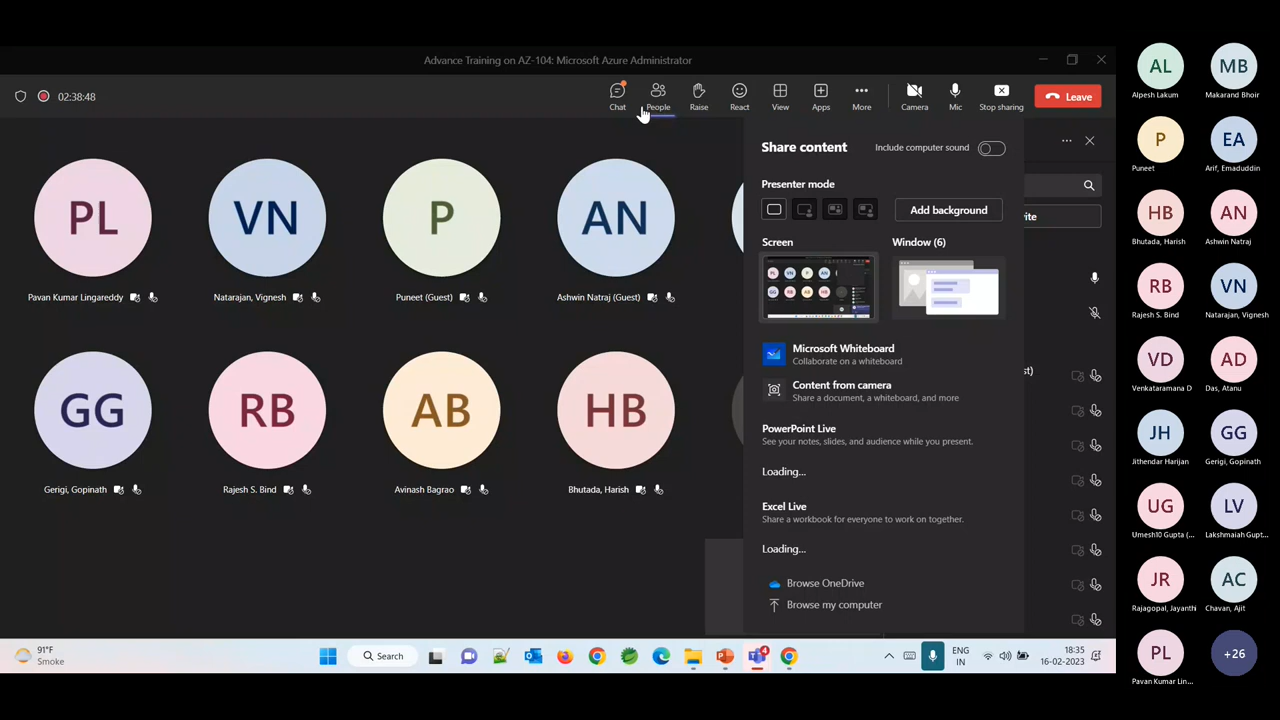 Advance Training on AZ-104: Microsoft Azure Administrator
02:38:48
Chat
People
Raise
React
View
Apps
More
Camera
Mic
Stop sharing
Leave
PL
Pavan Kumar Lingareddy
VN
Natarajan, Vignesh
P
Puneet (Guest)
AN
Ashwin Natraj (Guest)
GG
Gerigi, Gopinath
RB
Rajesh S. Bind
AB
Avinash Bagrao
HB
Bhutada, Harish
Share content
Include computer sound
Presenter mode
Add background
Screen
Window (6)
Microsoft Whiteboard
Collaborate on a whiteboard
Content from camera
Share a document, a whiteboard, and more
PowerPoint Live
See your notes, slides, and audience while you present.
Loading...
Excel Live
Share a workbook for everyone to work on together.
Loading...
Browse OneDrive
Browse my computer
AL
Alpesh Lakum
MB
Makarand Bhoir
P
Puneet
EA
Arif, Emaduddin
HB
Bhutada, Harish
AN
Ashwin Natraj
RB
Rajesh S. Bind
VN
Natarajan, Vignesh
VD
Venkataramana D
AD
Das, Atanu
JH
Jithendar Harijan
GG
Gerigi, Gopinath
UG
Umesh10 Gupta (...
LV
Lakshmaiah Gupt...
JR
Rajagopal, Jayanthi
AC
Chavan, Ajit
PL
Pavan Kumar Lin...
+26
91°F
Smoke
Search
4
ENG
IN
18:35
16-02-2023